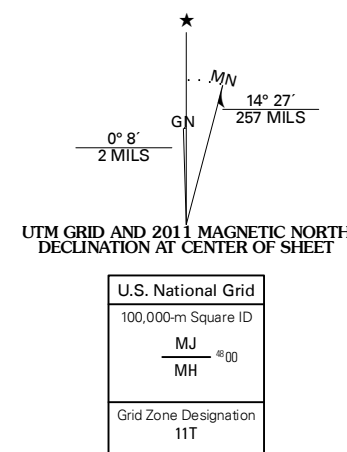 ★
MN
GN
14° 27´
257 MILS
0° 8´
2 MILS
UTM GRID AND 2011 MAGNETIC NORTH
DECLINATION AT CENTER OF SHEET
U.S. National Grid
100,000-m Square ID
MJ
4800
MH
Grid Zone Designation
11T